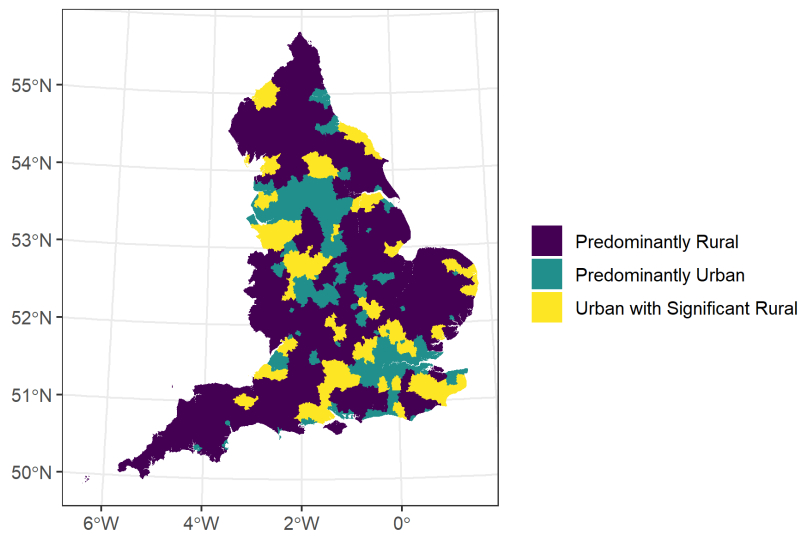 55°N
54°N
53°N
52°N
51°N
50°N
6°W
4°W
2°W
0°
Predominantly Rural
Predominantly Urban
Urban with Significant Rural